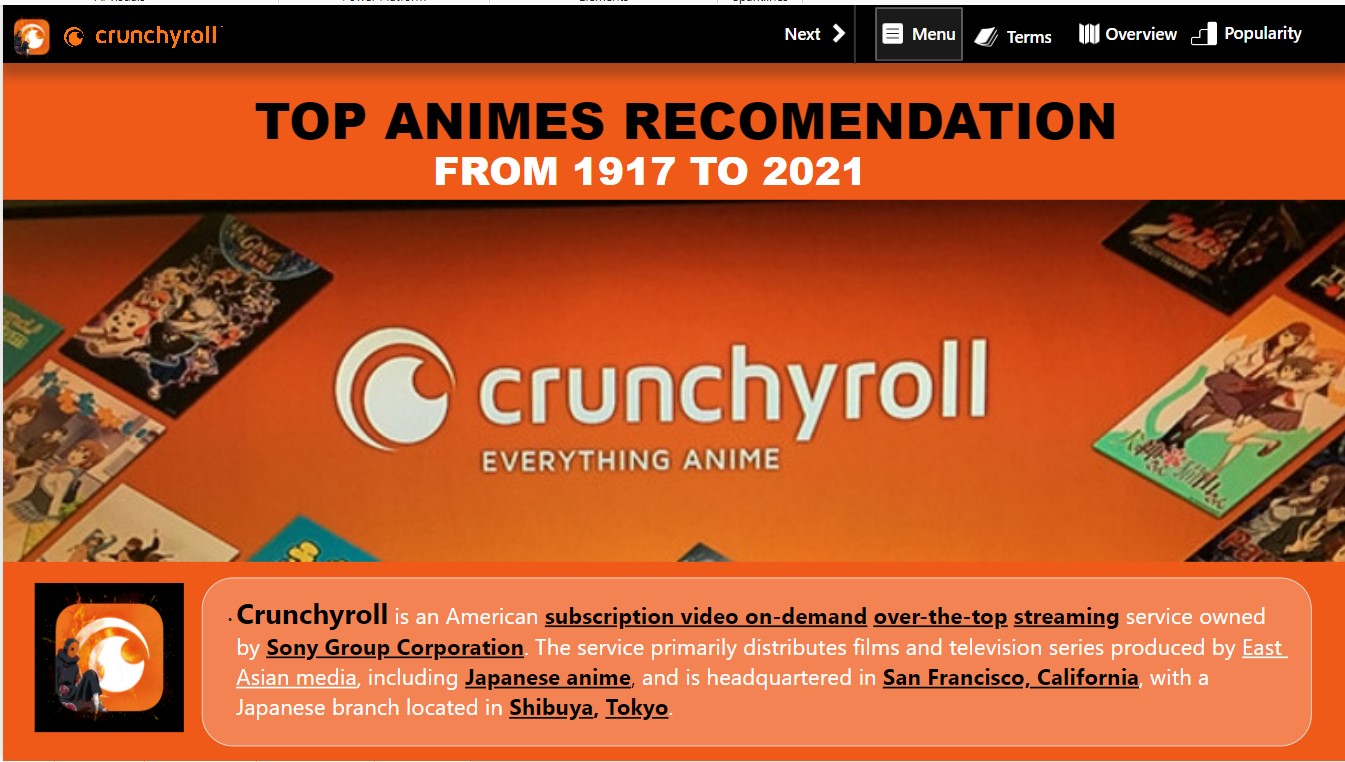 crunchyroll
Next
Menu
Terms
Overview
Popularity
TOP ANIMES RECOMENDATION
FROM 1917 TO 2021
GINTAMA
JOJO'S
crunchyroll
EVERYTHING ANIME
Crunchyroll is an American subscription video on-demand over-the-top streaming service owned
by Sony Group Corporation. The service primarily distributes films and television series produced by East
Asian media, including Japanese anime, and is headquartered in San Francisco, California, with a
Japanese branch located in Shibuya, Tokyo.